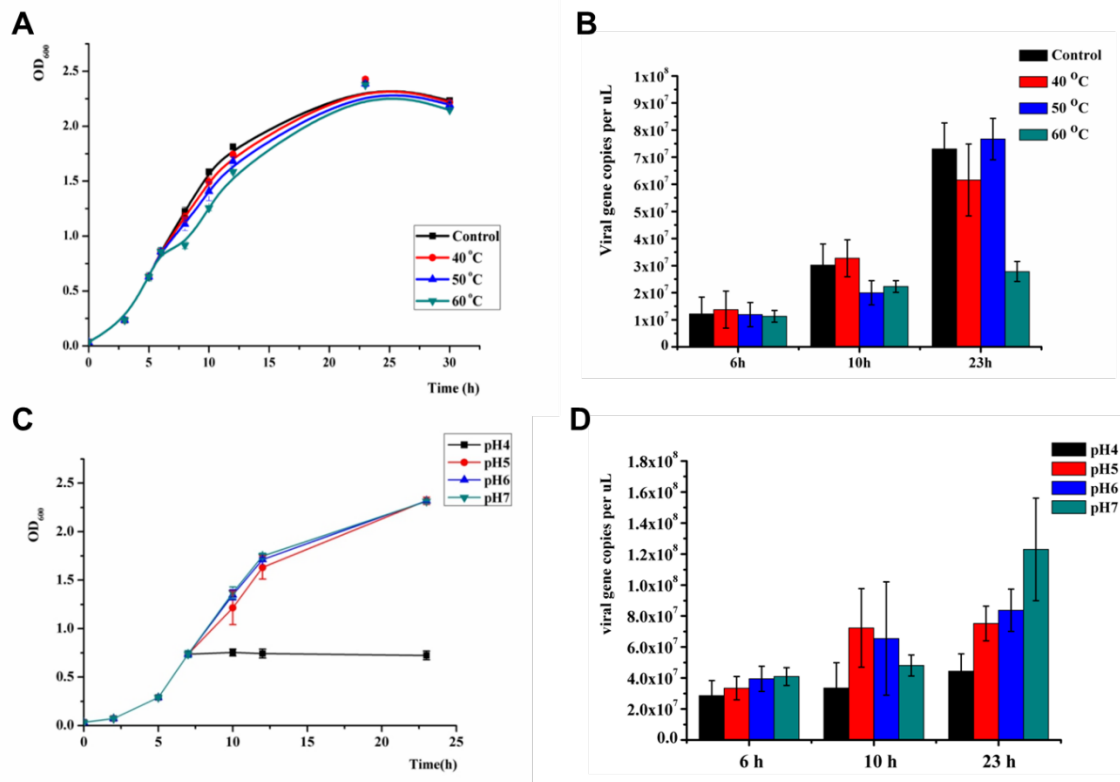 A
OD600
2.5
2.0
1.5
1.0
0.5
0.0
0 5 10 15 20 25 30
Time (h)
Control
40 °C
50 °C
60 °C
B
Viral gene copies per uL
1x10^8
9x10^7
8x10^7
7x10^7
6x10^7
5x10^7
4x10^7
3x10^7
2x10^7
1x10^7
0
6h 10h 23h
Control
40 °C
50 °C
60 °C
C
OD600
2.5
2.0
1.5
1.0
0.5
0.0
0 5 10 15 20 25
Time(h)
pH4
pH5
pH6
pH7
D
viral gene copies per uL
1.8x10^8
1.6x10^8
1.4x10^8
1.2x10^8
1.0x10^8
8.0x10^7
6.0x10^7
4.0x10^7
2.0x10^7
0.0
6 h 10 h 23 h
pH4
pH5
pH6
pH7